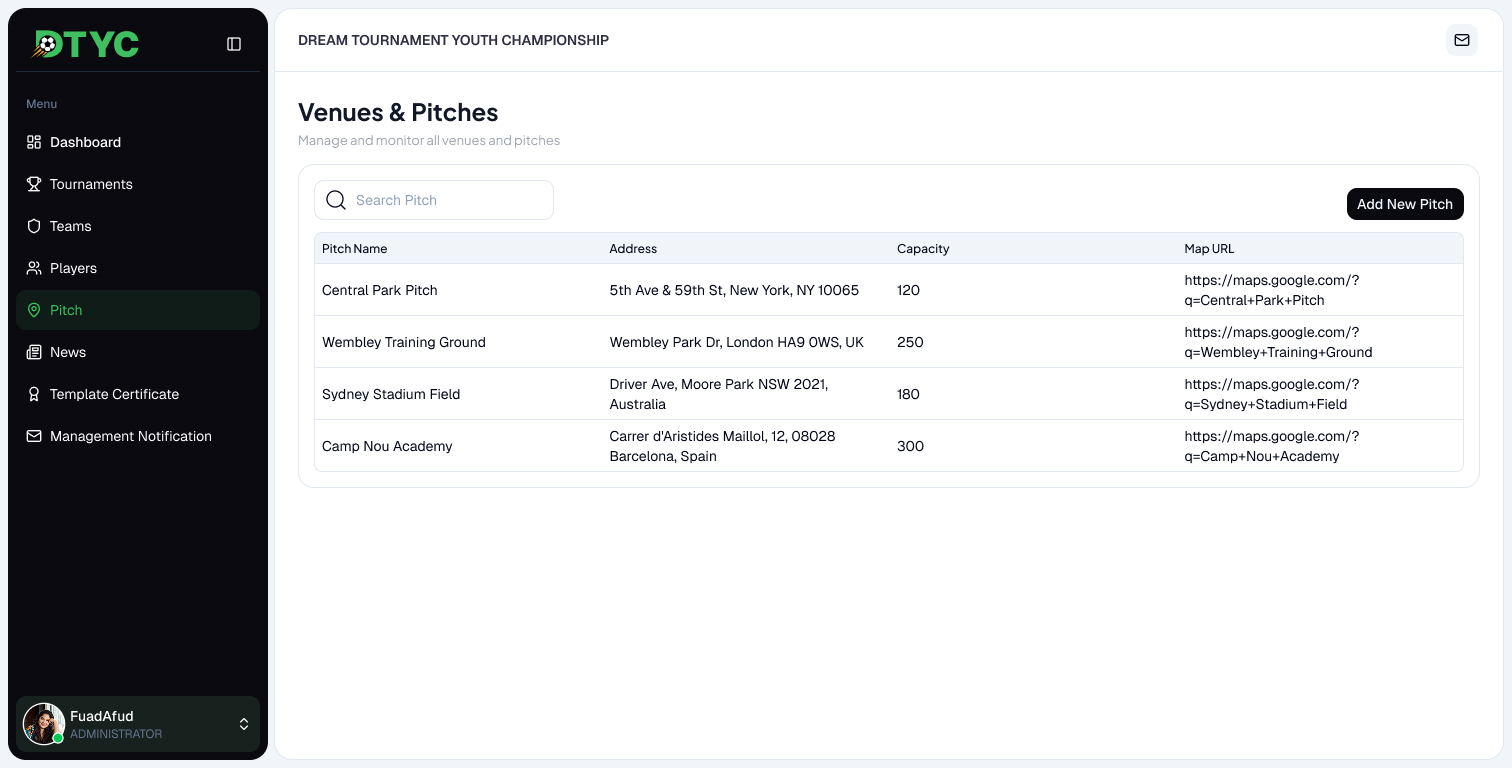 DTYC
Menu
Dashboard
Tournaments
Teams
Players
Pitch
News
Template Certificate
Management Notification
FuadAfud
ADMINISTRATOR
DREAM TOURNAMENT YOUTH CHAMPIONSHIP
Venues & Pitches
Manage and monitor all venues and pitches
Search Pitch
Add New Pitch
Pitch Name Address Capacity Map URL
Central Park Pitch 5th Ave & 59th St, New York, NY 10065 120 https://maps.google.com/?
q=Central+Park+Pitch
Wembley Training Ground Wembley Park Dr, London HA9 0WS, UK 250 https://maps.google.com/?
q=Wembley+Training+Ground
Sydney Stadium Field Driver Ave, Moore Park NSW 2021, 180 https://maps.google.com/?
Australia q=Sydney+Stadium+Field
Camp Nou Academy Carrer d'Aristides Maillol, 12, 08028 300 https://maps.google.com/?
Barcelona, Spain q=Camp+Nou+Academy